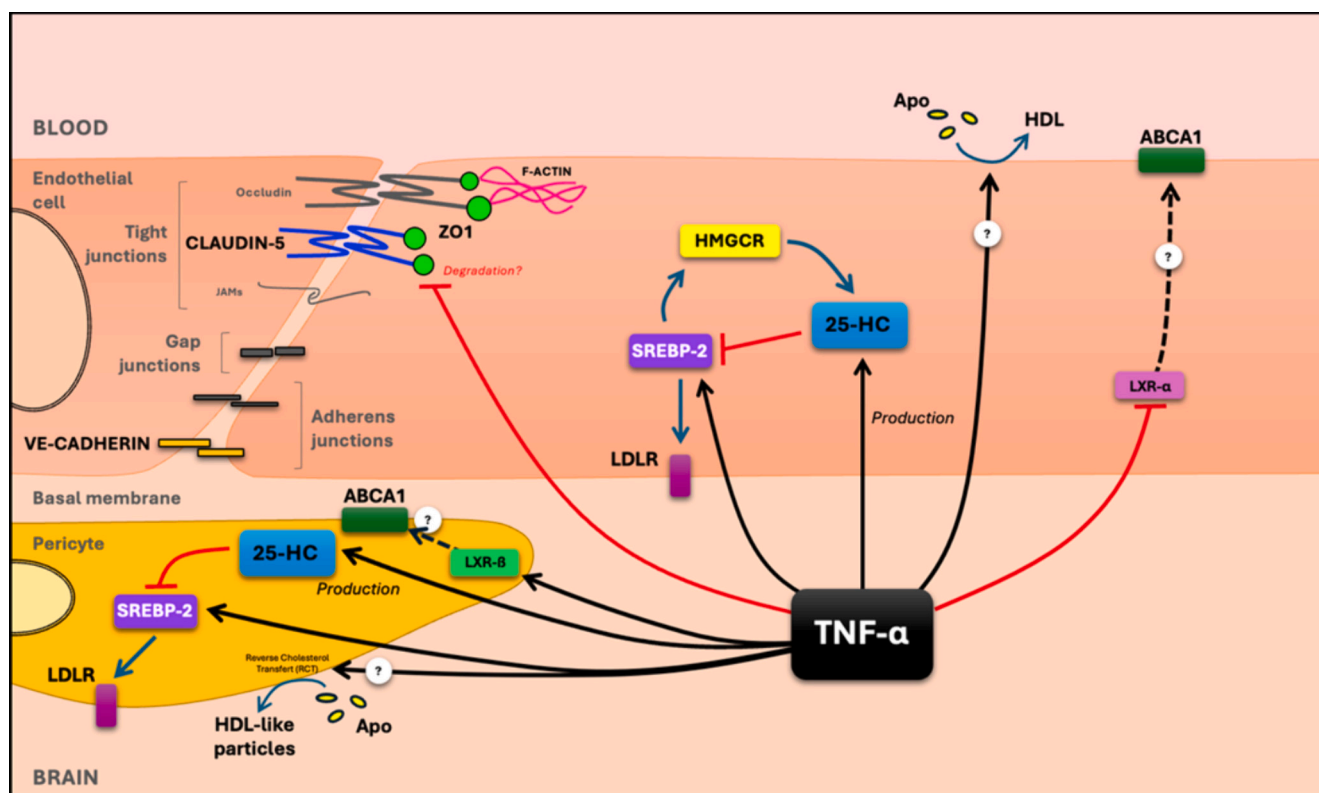 BLOOD
Apo
HDL
ABCA1
Endothelial
cell
Occludin
F-ACTIN
Tight
junctions
CLAUDIN-5
ZO1
Degradation?
JAMs
HMGCR
?
?
25-HC
SREBP-2
Gap
junctions
LXR-α
Production
Adherens
junctions
VE-CADHERIN
LDLR
Basal membrane
ABCA1
?
Pericyte
25-HC
LXR-ß
Production
SREBP-2
TNF-α
Reverse Cholesterol
Transfert (RCT)
?
LDLR
HDL-like
particles
Apo
BRAIN